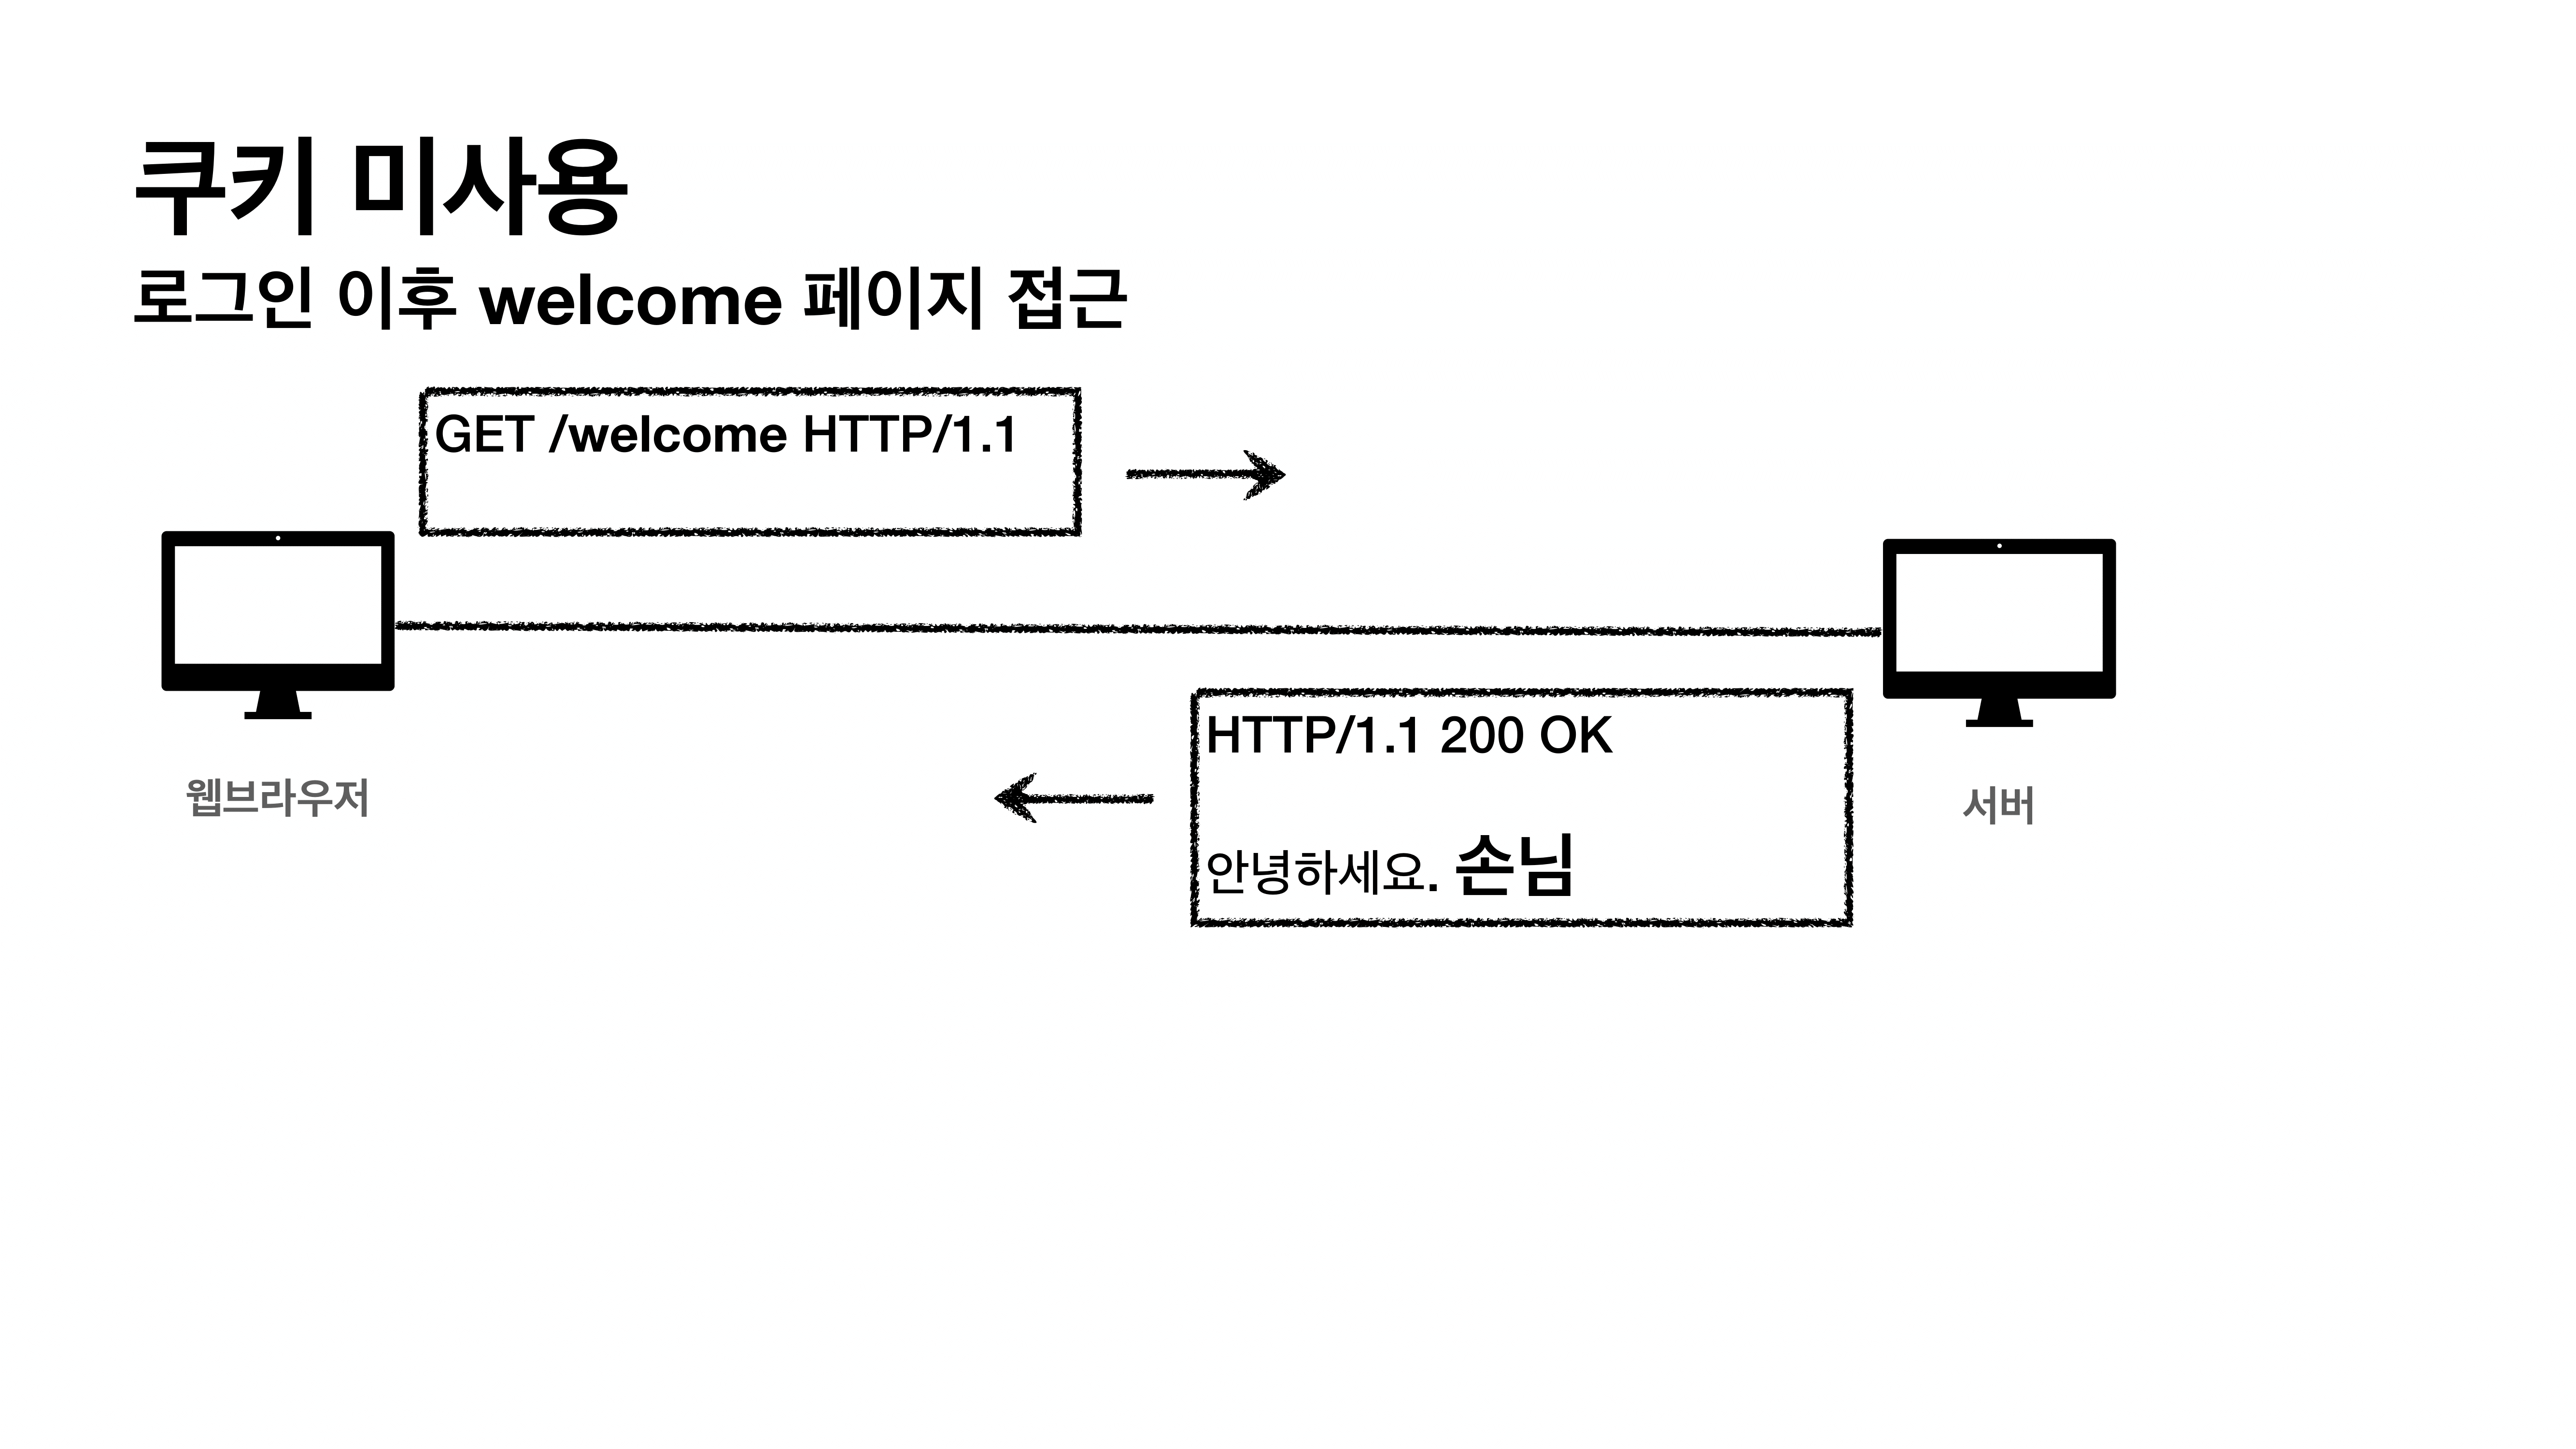 쿠키 미사용
로그인 이후 welcome 페이지 접근
GET /welcome HTTP/1.1
HTTP/1.1 200 OK
안녕하세요. 손님
웹브라우저
서버